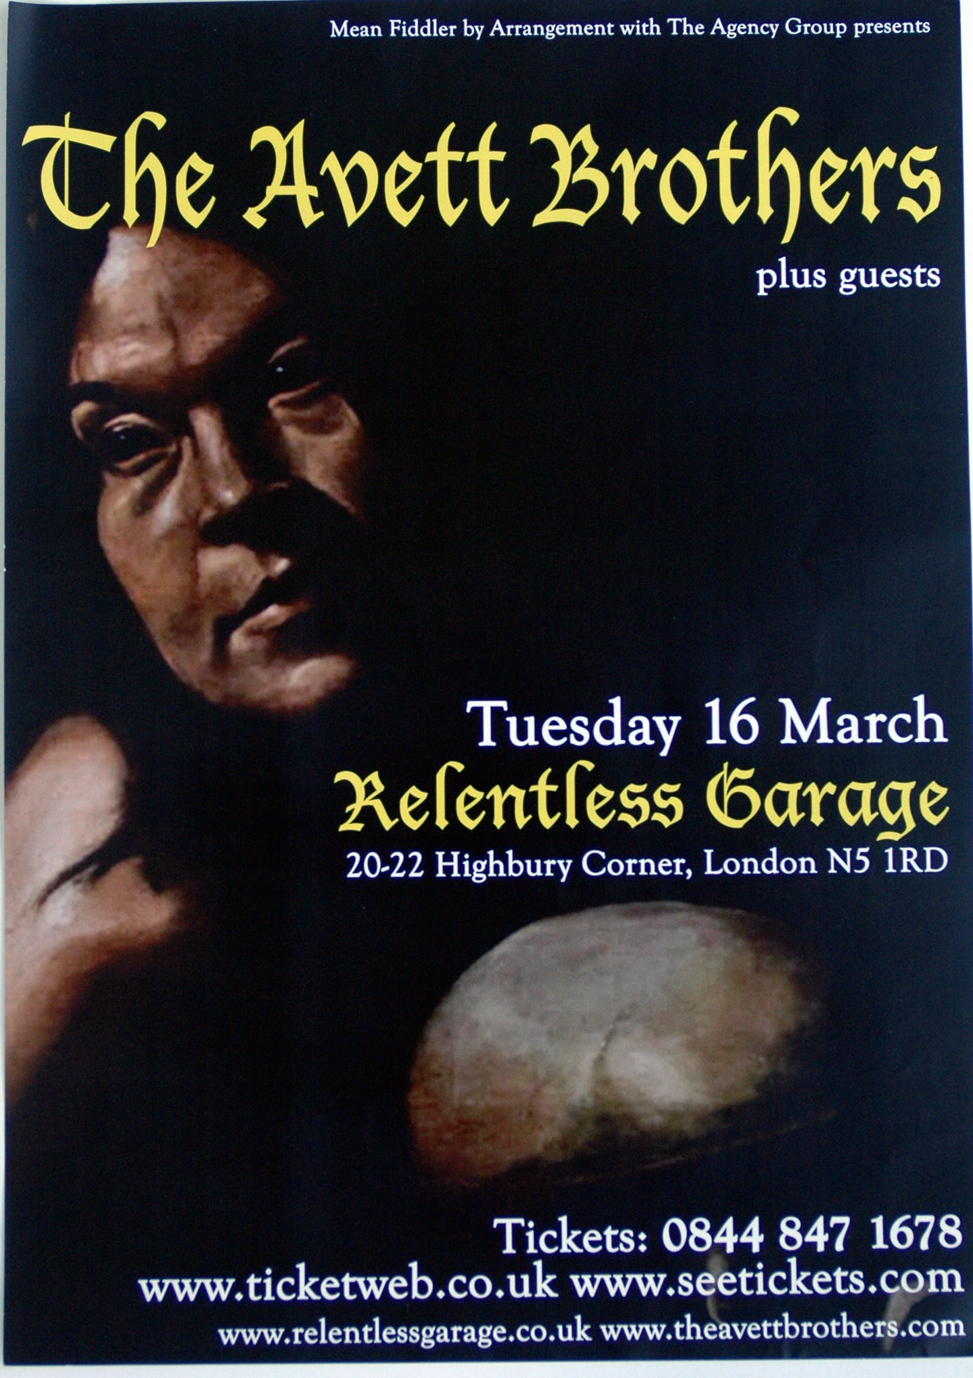 Mean Fiddler by Arrangement with The Agency Group presents
The Avett Brothers
plus guests
Tuesday 16 March
Relentless Garage
20-22 Highbury Corner, London N5 1RD
Tickets: 0844 847 1678
www.ticketweb.co.uk www.seetickets.com
www.relentlessgarage.co.uk www.theavettbrothers.com